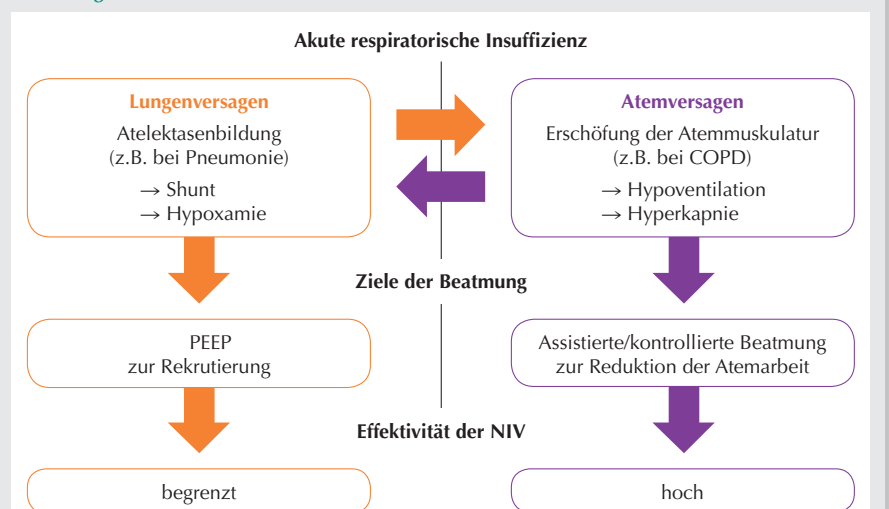 Akute respiratorische Insuffizienz
Lungenversagen
Atelektasenbildung
(z.B. bei Pneumonie)
→ Shunt
→ Hypoxamie
Atemversagen
Erschöfung der Atemmuskulatur
(z.B. bei COPD)
→ Hypoventilation
→ Hyperkapnie
Ziele der Beatmung
PEEP
zur Rekrutierung
Assistierte/kontrollierte Beatmung
zur Reduktion der Atemarbeit
Effektivität der NIV
begrenzt
hoch